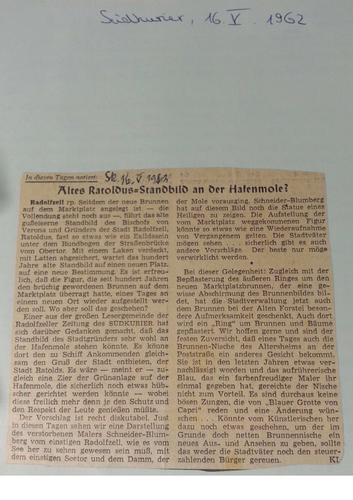 Südkurier, 16. V. 1962
In diesen Tagen notiert: Sk. 16. V. 1962
Altes Ratoldus=Standbild an der Hafenmole?
Radolfzell rp. Seitdem der neue Brunnen
auf dem Marktplatz angelegt ist — die
Vollendung steht noch aus —, führt das alte
gußeiserne Standbild des Bischofs von
Verona und Gründers der Stadt Radolfzell,
Ratoldus, fast so etwas wie ein Exildasein
unter dem Rundbogen der Straßenbrücke
vom Obertor. Mit einem Laken verdeckt,
mit Latten abgesichert, wartet das hundert
Jahre alte Standbild auf einen neuen Platz,
auf eine neue Bestimmung. Es ist erfreu-
lich, daß die Figur, die seit hundert Jahren
den brüchig gewordenen Brunnen auf dem
Marktplatz überragt hatte, eines Tages an
einem neuen Ort wieder aufgestellt wer-
den soll. Wo aber soll das geschehen?
Einer aus der großen Lesergemeinde der
Radolfzeller Zeitung des SÜDKURIER, hat
sich darüber Gedanken gemacht, daß das
Standbild des Stadtgründers sehr wohl an
der Hafenmole stehen könnte. Es könnte
dort den zu Schiff Ankommenden gleich-
sam den Gruß der Stadt entbieten, der
Stadt Ratolds. Es wäre — meint er — zu-
gleich eine Zier der Grünanlage auf der
Hafenmole, die sicherlich noch etwas hüb-
scher gerichtet werden könnte — wobei
diese freilich mehr denn je den Schutz und
den Respekt der Leute genießen müßte.
Der Vorschlag ist recht passabel. Just
in diesen Tagen sehen wir eine Darstellung
des verstorbenen Malers Schneider-Blum-
berg vom einstigen Radolfzell, wie es vom
See her zu sehen gewesen sein muß, mit
dem einstigen Seetor und dem Damm, der
der Mole vorausging. Schneider-Blumberg
hat auf diesem Bild noch die Statue eines
Heiligen zu zeigen. Die Aufstellung der
vom Marktplatz weggekommenen Figur
könnte so etwas wie eine Wiederaufnahme
von Vergangenem gelten. Die Stadtväter
mögen sehen . . . sicherlich gibt es auch
andere Vorschläge. Der beste nur möge
verwirklicht werden.
*
Bei dieser Gelegenheit: Zugleich mit der
Bepflasterung des äußeren Ringes um den
neuen Marktplatzbrunnen, der eine ge-
wisse Abschirmung des Brunnenbildes bil-
det, hat die Stadtverwaltung jetzt auch
dem Brunnen bei der Alten Forstei beson-
dere Aufmerksamkeit geschenkt. Auch dort
wird ein „Ring“ um Brunnen und Bäume
gepflastert. Wir hoffen gerne und sind der
festen Zuversicht, daß eines Tages auch die
Brunnen-Nische des Altersheims an der
Poststraße ein anderes Gesicht bekommt.
Sie ist in den letzten Jahren etwas ver-
nachlässigt worden und das aufrührerische
Blau, das ein farbenfreudiger Maler ihr
einmal gegeben hat, gereichte der Nische
nicht zum Vorteil. Es sind durchaus keine
bösen Zungen, die von „Blauer Grotte von
Capri“ reden und eine Änderung wün-
schen . . . Könnte vom Künstlerischen her
dazu noch etwas geschehen, um der im
Grunde doch netten Brunnennische ein
neues Aus- und Ansehen zu geben, sollte
das weder die Stadtväter noch den steuer-
zahlenden Bürger gereuen. KL